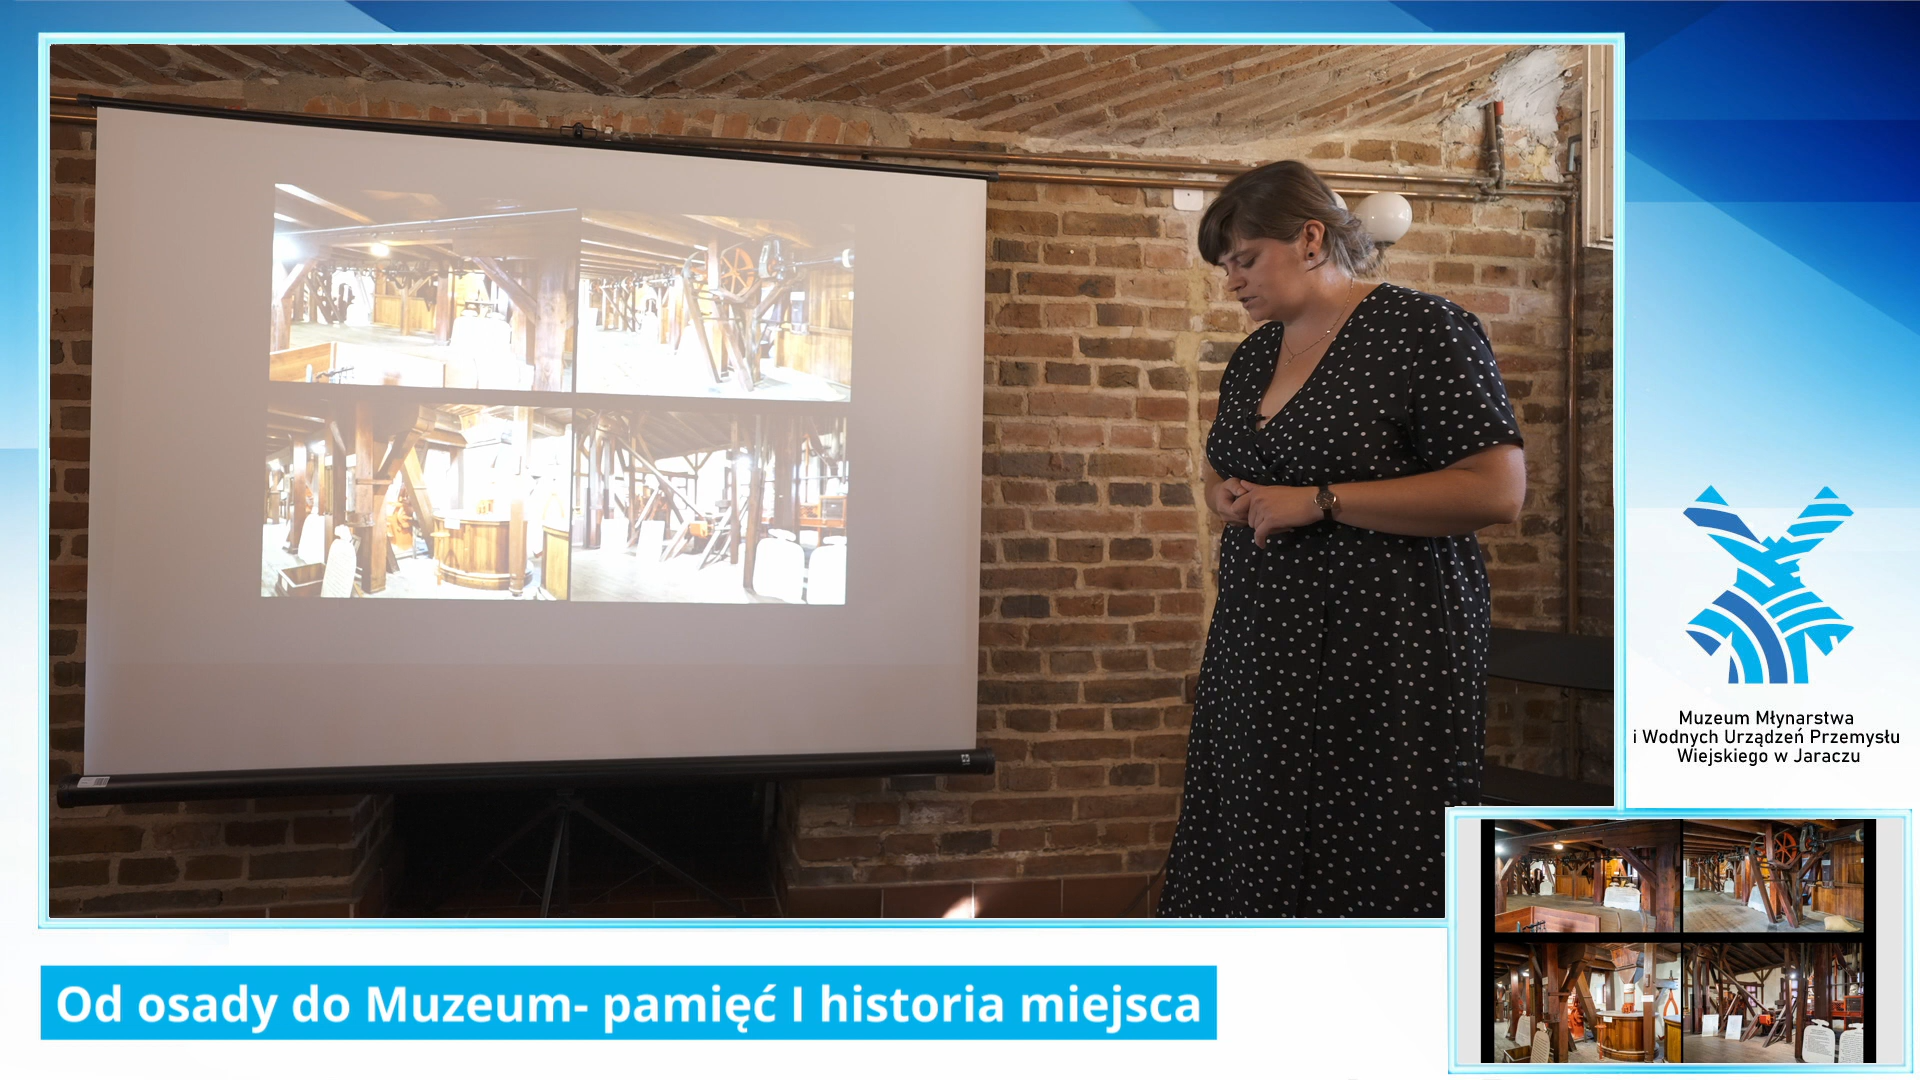 Muzeum Młynarstwa
i Wodnych Urządzeń Przemysłu
Wiejskiego w Jaraczu
Od osady do Muzeum- pamięć I historia miejsca